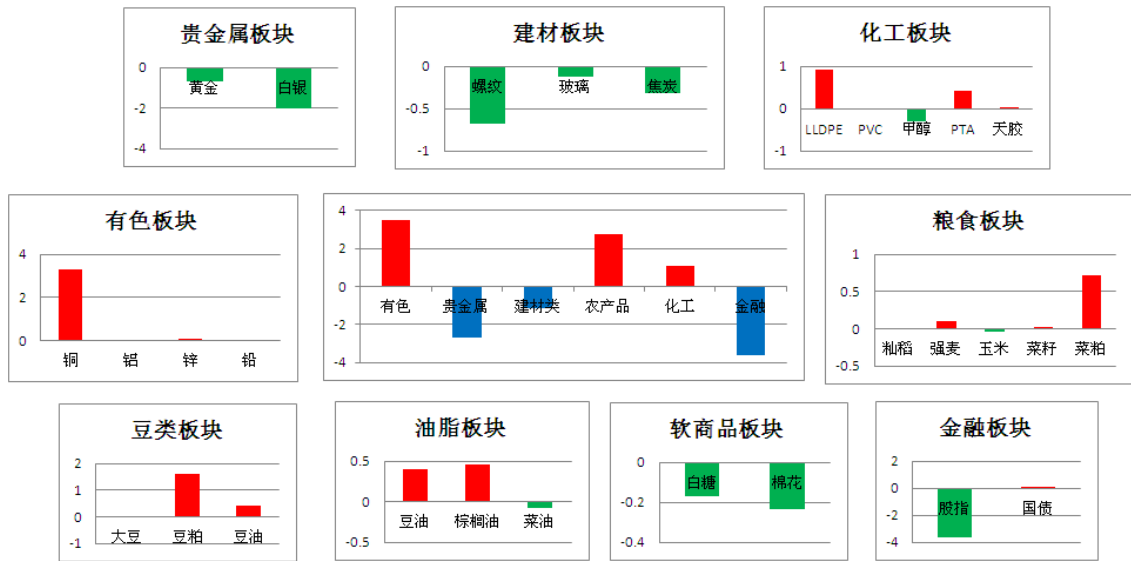 贵金属板块
0
-2
-4
黄金 白银
建材板块
0
-0.5
-1
螺纹 玻璃 焦炭
化工板块
1
0
-1
LLDPE PVC 甲醇 PTA 天胶
有色板块
4
2
0
铜 铝 锌 铅
4
2
0
-2
-4
有色 贵金属 建材类 农产品 化工 金融
粮食板块
1
0.5
0
-0.5
籼稻 强麦 玉米 菜籽 菜粕
豆类板块
2
1
0
-1
大豆 豆粕 豆油
油脂板块
0.5
0
-0.5
豆油 棕榈油 菜油
软商品板块
0
-0.2
-0.4
白糖 棉花
金融板块
2
0
-2
-4
股指 国债